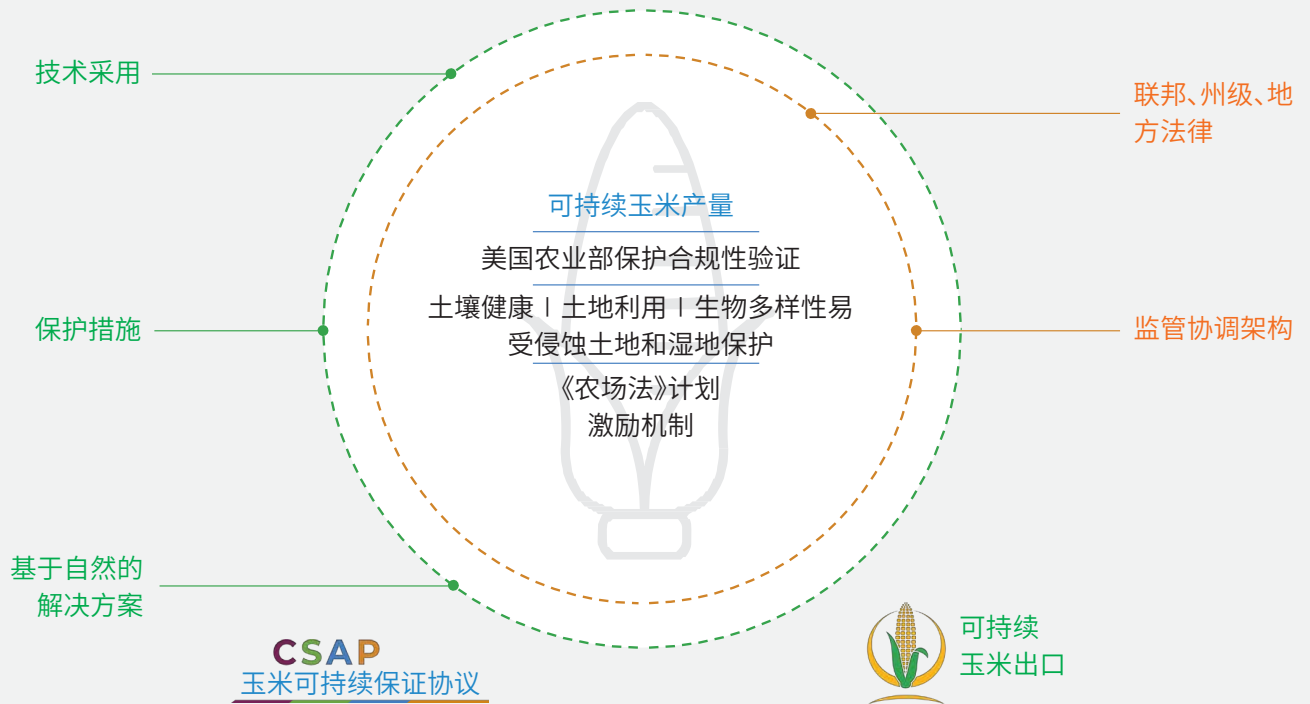 技术采用
联邦、州级、地
方法律
可持续玉米产量
美国农业部保护合规性验证
土壤健康 | 土地利用 | 生物多样性易
受侵蚀土地和湿地保护
保护措施
监管协调架构
《农场法》计划
激励机制
基于自然的
解决方案
CSAP
玉米可持续保证协议
可持续
玉米出口